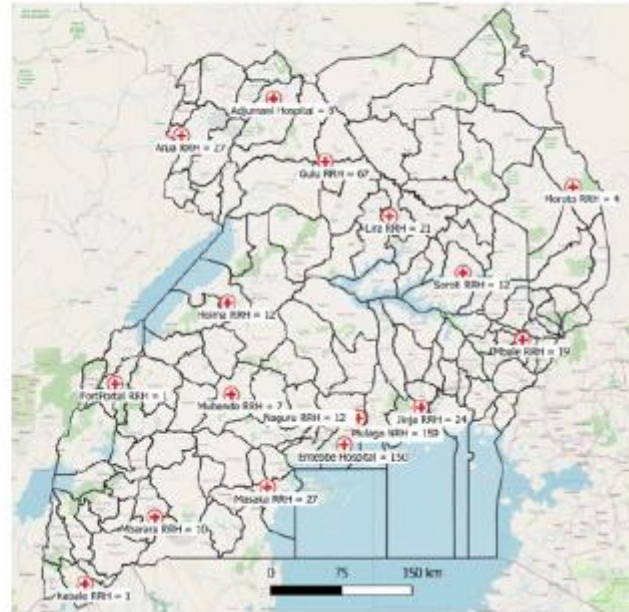 Adjumani Hospital =
Arua RRH = 27
Gulu RRH = 67
Moroto RRH = 4
Lira RRH = 21
Soroti RRH = 12
Hoima RRH = 12
Mbale RRH = 19
FortPortal RRH = 1
Mubende RRH = 7
Naguru RRH = 12
Jinja RRH = 24
Mulago NRH =
Entebbe Hospital = 150
Masaka RRH = 27
Mbarara RRH = 10
Kabale RRH = 1
0 75 150 km